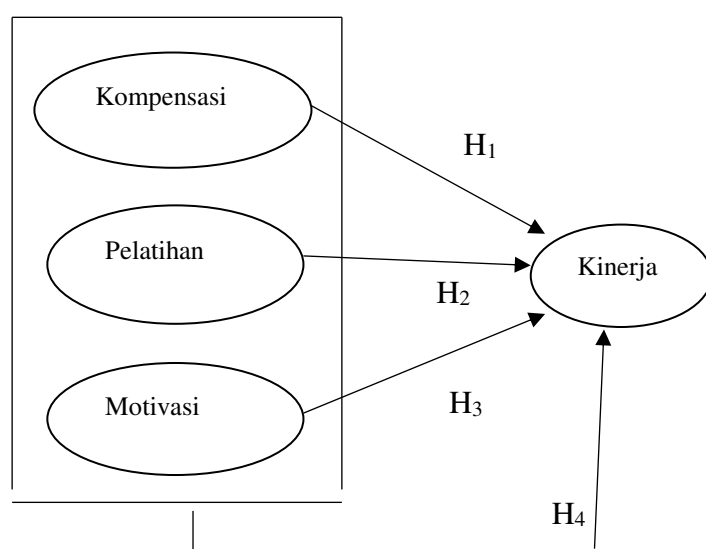 Kompensasi
H₁
Pelatihan
Kinerja
H₂
Motivasi
H₃
H₄